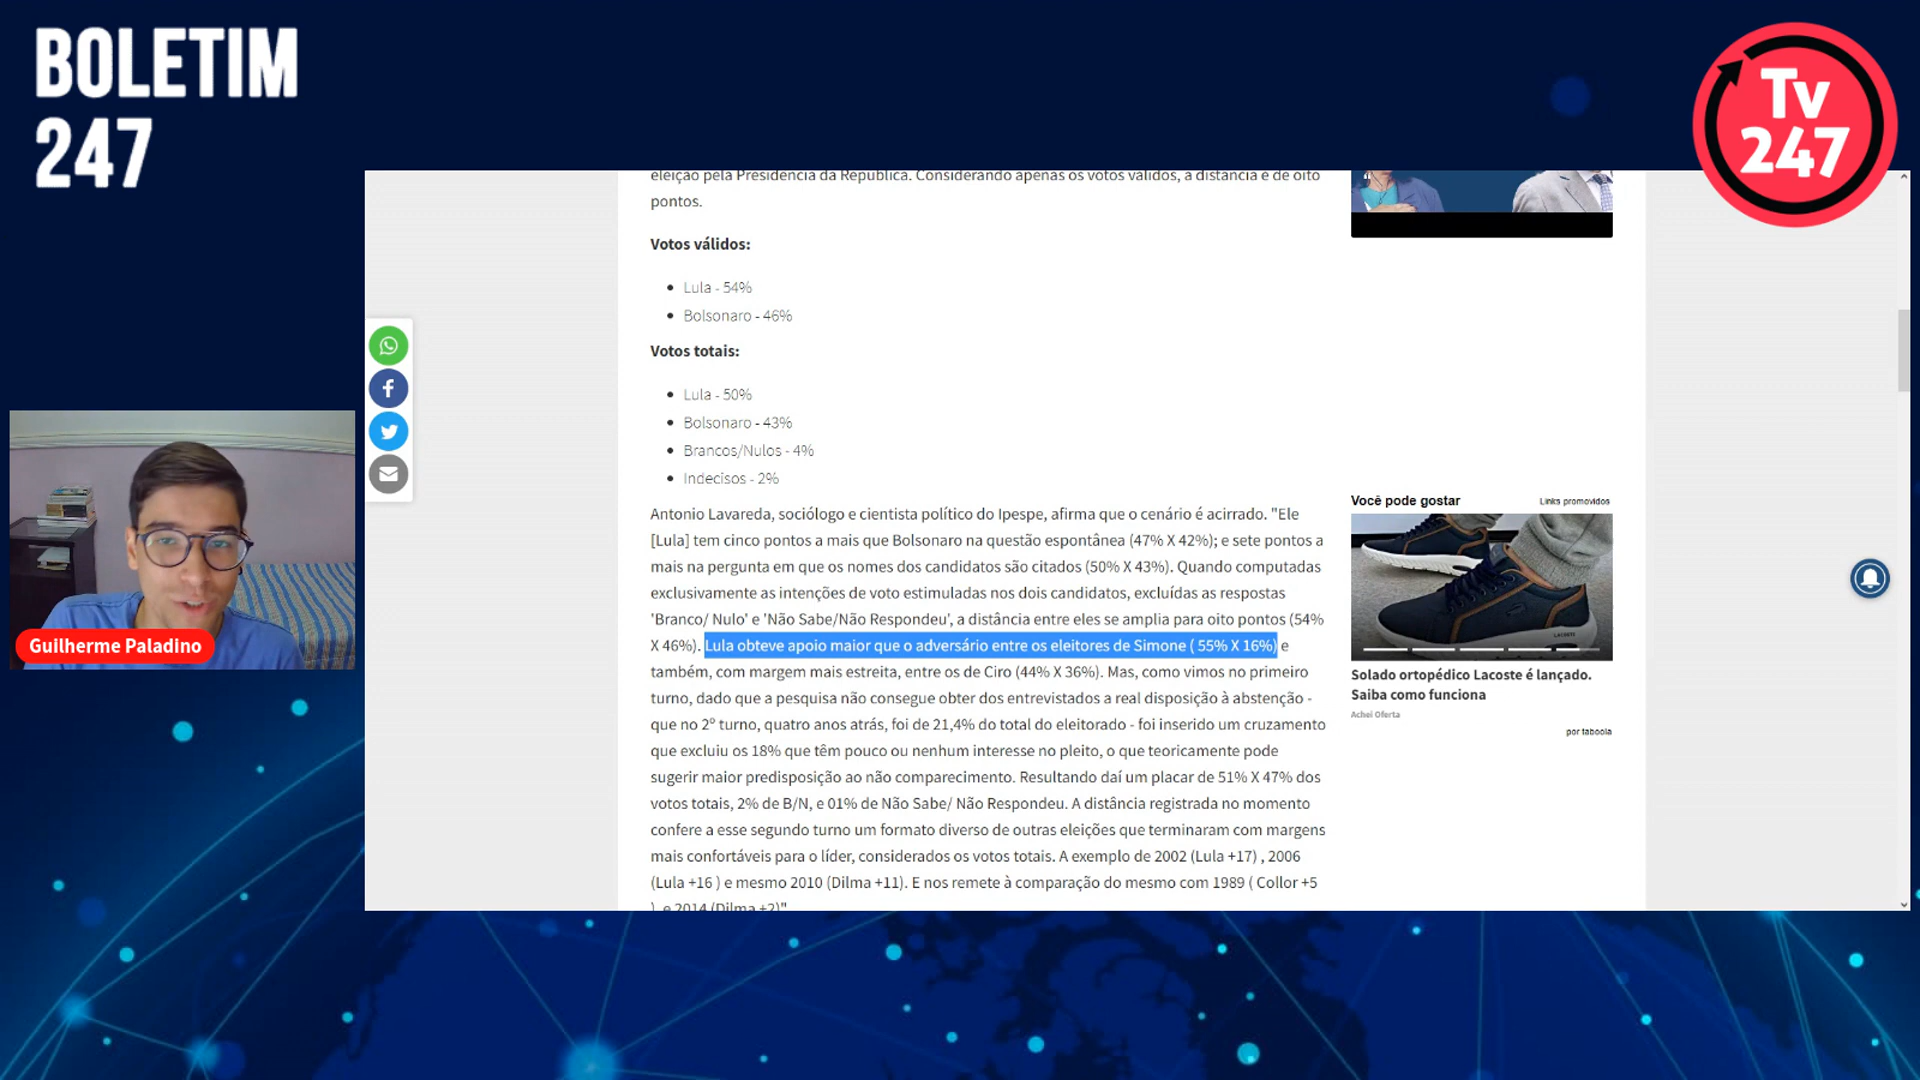 BOLETIM
247
Tv
247
eleição pela Presidência da República. Considerando apenas os votos válidos, a distância é de oito
pontos.
Votos válidos:
Lula - 54%
Bolsonaro - 46%
Votos totais:
Lula - 50%
Bolsonaro - 43%
Brancos/Nulos - 4%
Indecisos - 2%
Antonio Lavareda, sociólogo e cientista político do Ipespe, afirma que o cenário é acirrado. "Ele
[Lula] tem cinco pontos a mais que Bolsonaro na questão espontânea (47% X 42%); e sete pontos a
mais na pergunta em que os nomes dos candidatos são citados (50% X 43%). Quando computadas
exclusivamente as intenções de voto estimuladas nos dois candidatos, excluídas as respostas
'Branco/ Nulo' e 'Não Sabe/Não Respondeu', a distância entre eles se amplia para oito pontos (54%
X 46%). Lula obteve apoio maior que o adversário entre os eleitores de Simone ( 55% X 16%) e
também, com margem mais estreita, entre os de Ciro (44% X 36%). Mas, como vimos no primeiro
turno, dado que a pesquisa não consegue obter dos entrevistados a real disposição à abstenção -
que no 2º turno, quatro anos atrás, foi de 21,4% do total do eleitorado - foi inserido um cruzamento
que excluiu os 18% que têm pouco ou nenhum interesse no pleito, o que teoricamente pode
sugerir maior predisposição ao não comparecimento. Resultando daí um placar de 51% X 47% dos
votos totais, 2% de B/N, e 01% de Não Sabe/ Não Respondeu. A distância registrada no momento
confere a esse segundo turno um formato diverso de outras eleições que terminaram com margens
mais confortáveis para o líder, considerados os votos totais. A exemplo de 2002 (Lula +17) , 2006
(Lula +16 ) e mesmo 2010 (Dilma +11). E nos remete à comparação do mesmo com 1989 ( Collor +5
) e 2014 (Dilma +2)"
Você pode gostar
Links promovidos
LACOSTE
Solado ortopédico Lacoste é lançado.
Saiba como funciona
Achei Oferta
por taboola
Guilherme Paladino